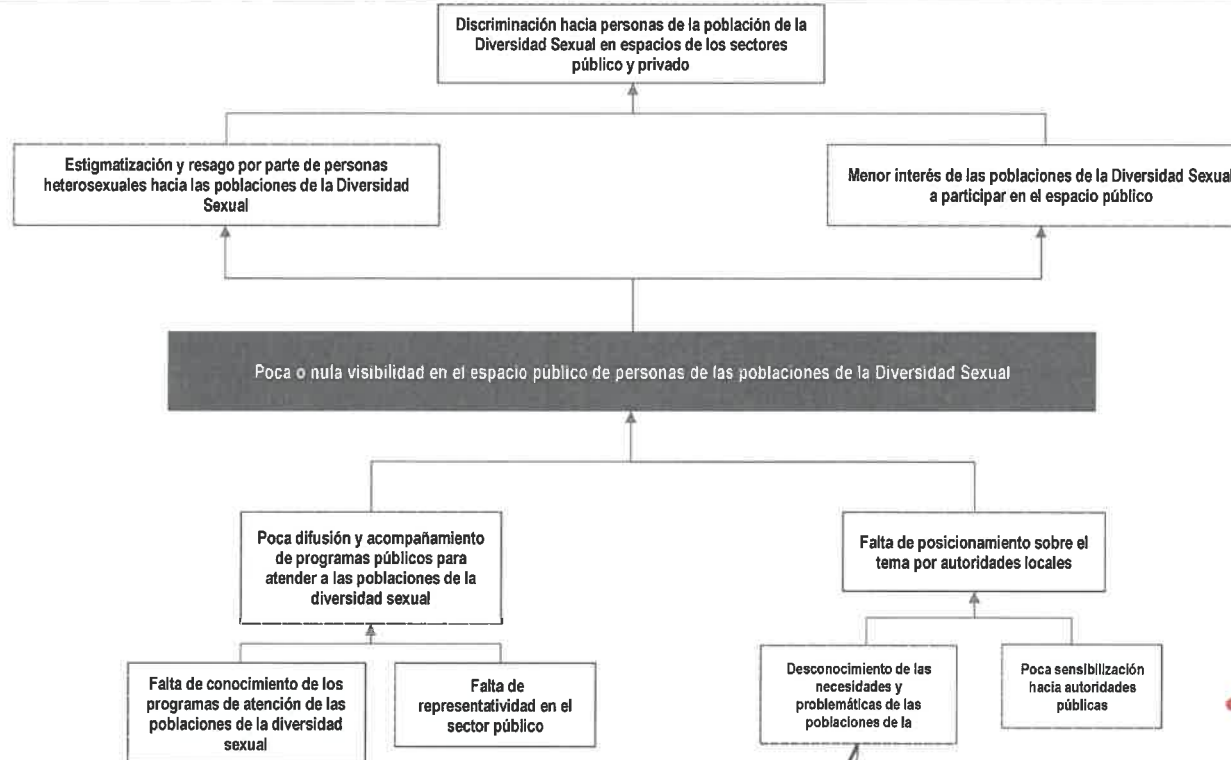 Discriminación hacia personas de la población de la
Diversidad Sexual en espacios de los sectores
público y privado
Estigmatización y resago por parte de personas
heterosexuales hacia las poblaciones de la Diversidad
Sexual
Menor interés de las poblaciones de la Diversidad Sexual
a participar en el espacio público
Poca o nula visibilidad en el espacio público de personas de las poblaciones de la Diversidad Sexual
Poca difusión y acompañamiento
de programas públicos para
atender a las poblaciones de la
diversidad sexual
Falta de posicionamiento sobre el
tema por autoridades locales
Falta de conocimiento de los
programas de atención de las
poblaciones de la diversidad
sexual
Falta de
representatividad en el
sector público
Desconocimiento de las
necesidades y
problemáticas de las
poblaciones de la
Poca sensibilización
hacia autoridades
públicas